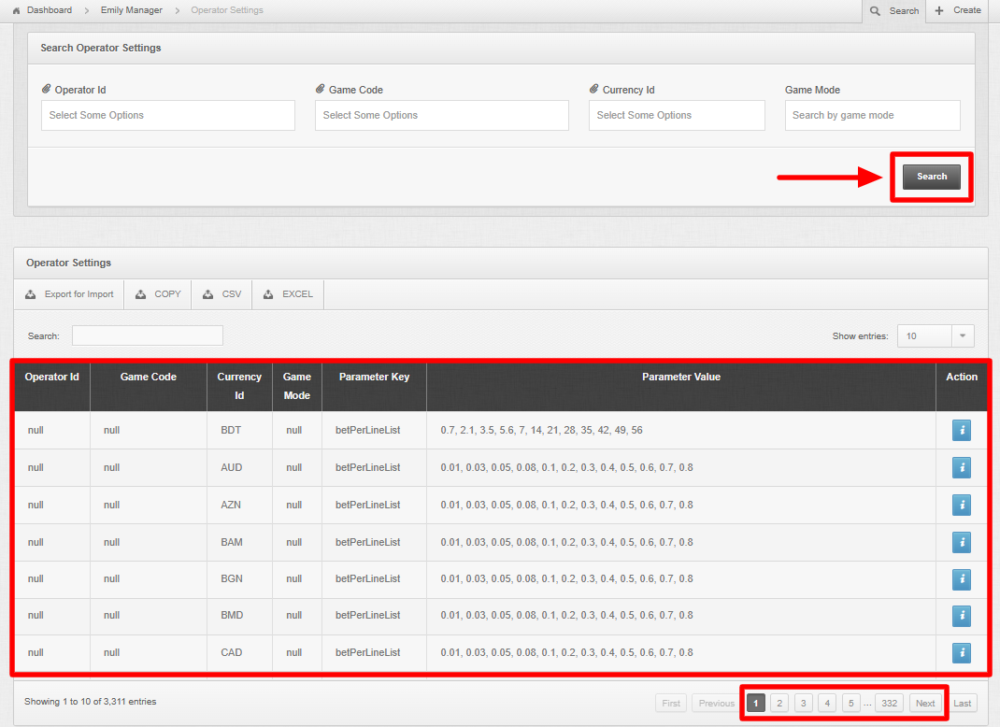 Dashboard > Emily Manager > Operator Settings Search + Create
Search Operator Settings
Operator Id Game Code Currency Id Game Mode
Select Some Options Select Some Options Select Some Options Search by game mode
Search
Operator Settings
Export for Import COPY CSV EXCEL
Search: Show entries: 10
Operator Id Game Code Currency Id Game Mode Parameter Key Parameter Value Action
null null BDT null betPerLineList 0.7, 2.1, 3.5, 5.6, 7, 14, 21, 28, 35, 42, 49, 56 i
null null AUD null betPerLineList 0.01, 0.03, 0.05, 0.08, 0.1, 0.2, 0.3, 0.4, 0.5, 0.6, 0.7, 0.8 i
null null AZN null betPerLineList 0.01, 0.03, 0.05, 0.08, 0.1, 0.2, 0.3, 0.4, 0.5, 0.6, 0.7, 0.8 i
null null BAM null betPerLineList 0.01, 0.03, 0.05, 0.08, 0.1, 0.2, 0.3, 0.4, 0.5, 0.6, 0.7, 0.8 i
null null BGN null betPerLineList 0.01, 0.03, 0.05, 0.08, 0.1, 0.2, 0.3, 0.4, 0.5, 0.6, 0.7, 0.8 i
null null BMD null betPerLineList 0.01, 0.03, 0.05, 0.08, 0.1, 0.2, 0.3, 0.4, 0.5, 0.6, 0.7, 0.8 i
null null CAD null betPerLineList 0.01, 0.03, 0.05, 0.08, 0.1, 0.2, 0.3, 0.4, 0.5, 0.6, 0.7, 0.8 i
Showing 1 to 10 of 3,311 entries First Previous 1 2 3 4 5 ... 332 Next Last